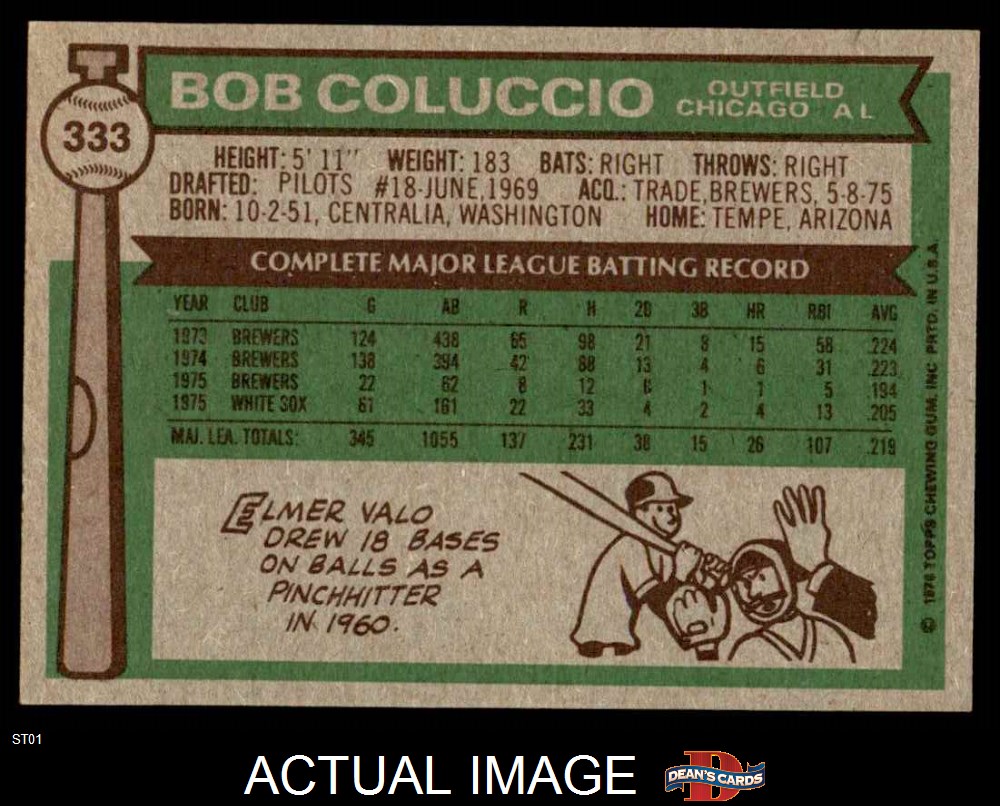 333
BOB COLUCCIO
OUTFIELD
CHICAGO A L
HEIGHT: 5' 11" WEIGHT: 183 BATS: RIGHT THROWS: RIGHT
DRAFTED: PILOTS #18-JUNE,1969 ACQ.: TRADE,BREWERS, 5-8-75
BORN: 10-2-51, CENTRALIA, WASHINGTON HOME: TEMPE, ARIZONA
COMPLETE MAJOR LEAGUE BATTING RECORD
YEAR CLUB G AB R H 2B 3B HR RBI AVG
1973 BREWERS 124 438 65 98 21 8 15 58 .224
1974 BREWERS 138 394 42 88 13 4 6 31 .223
1975 BREWERS 22 62 8 12 1 1 5 .194
1975 WHITE SOX 61 161 22 33 4 2 4 13 .205
MAJ. LEA. TOTALS: 345 1055 137 231 38 15 26 107 .219
ELMER VALO
DREW 18 BASES
ON BALLS AS A
PINCHHITTER
IN 1960.
© 1976 TOPPS CHEWING GUM, INC PRTD. IN U.S.A.
ST01
ACTUAL IMAGE
DEAN'S CARDS